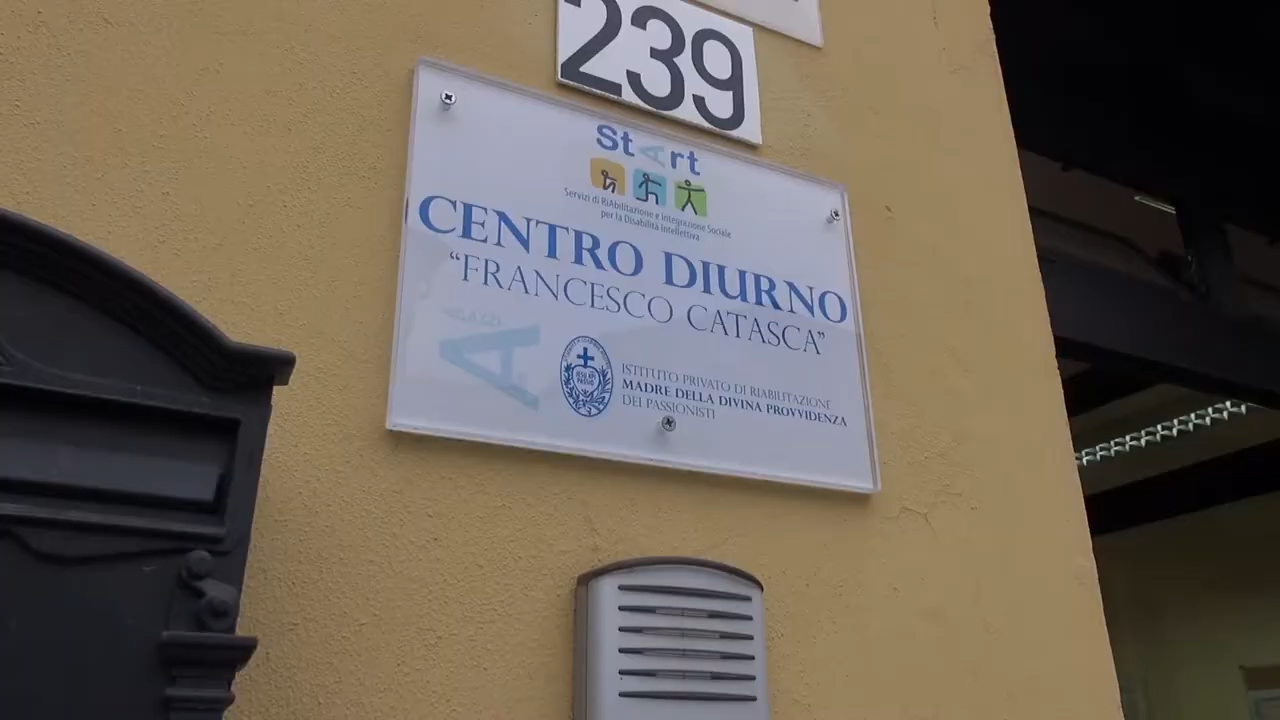 239
StArt
Servizi di RiAbilitazione e Integrazione Sociale
per la Disabilità Intellettiva
CENTRO DIURNO
“FRANCESCO CATASCA”
A
ISTITUTO PRIVATO DI RIABILITAZIONE
MADRE DELLA DIVINA PROVVIDENZA
DEI PASSIONISTI